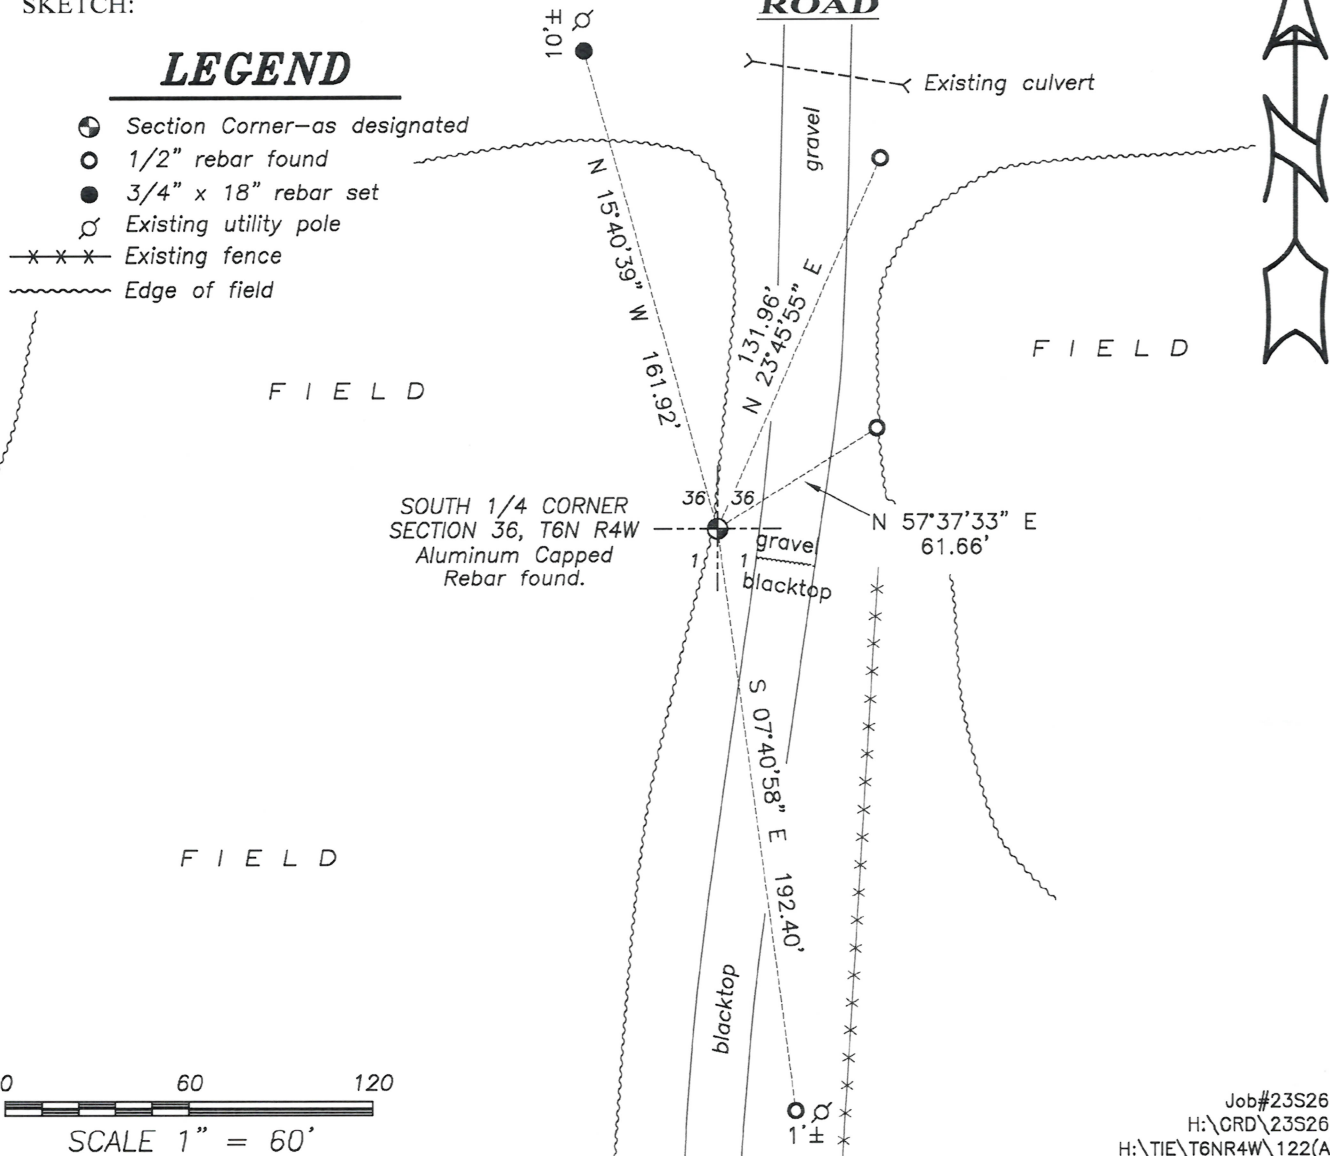 SKETCH:
ROAD
10'±
LEGEND
Section Corner–as designated
1/2" rebar found
3/4" x 18" rebar set
Existing utility pole
Existing fence
Edge of field
Existing culvert
gravel
N 15°40'39" W 161.92'
131.96'
N 23°45'55" E
FIELD
FIELD
36 36
SOUTH 1/4 CORNER
SECTION 36, T6N R4W
Aluminum Capped
Rebar found.
N 57°37'33" E
61.66'
gravel
1 1
blacktop
S 07°40'58" E 192.40'
FIELD
blacktop
0 60 120
SCALE 1" = 60'
1'±
Job#23S26
H:\CRD\23S26
H:\TIE\T6NR4W\122(A